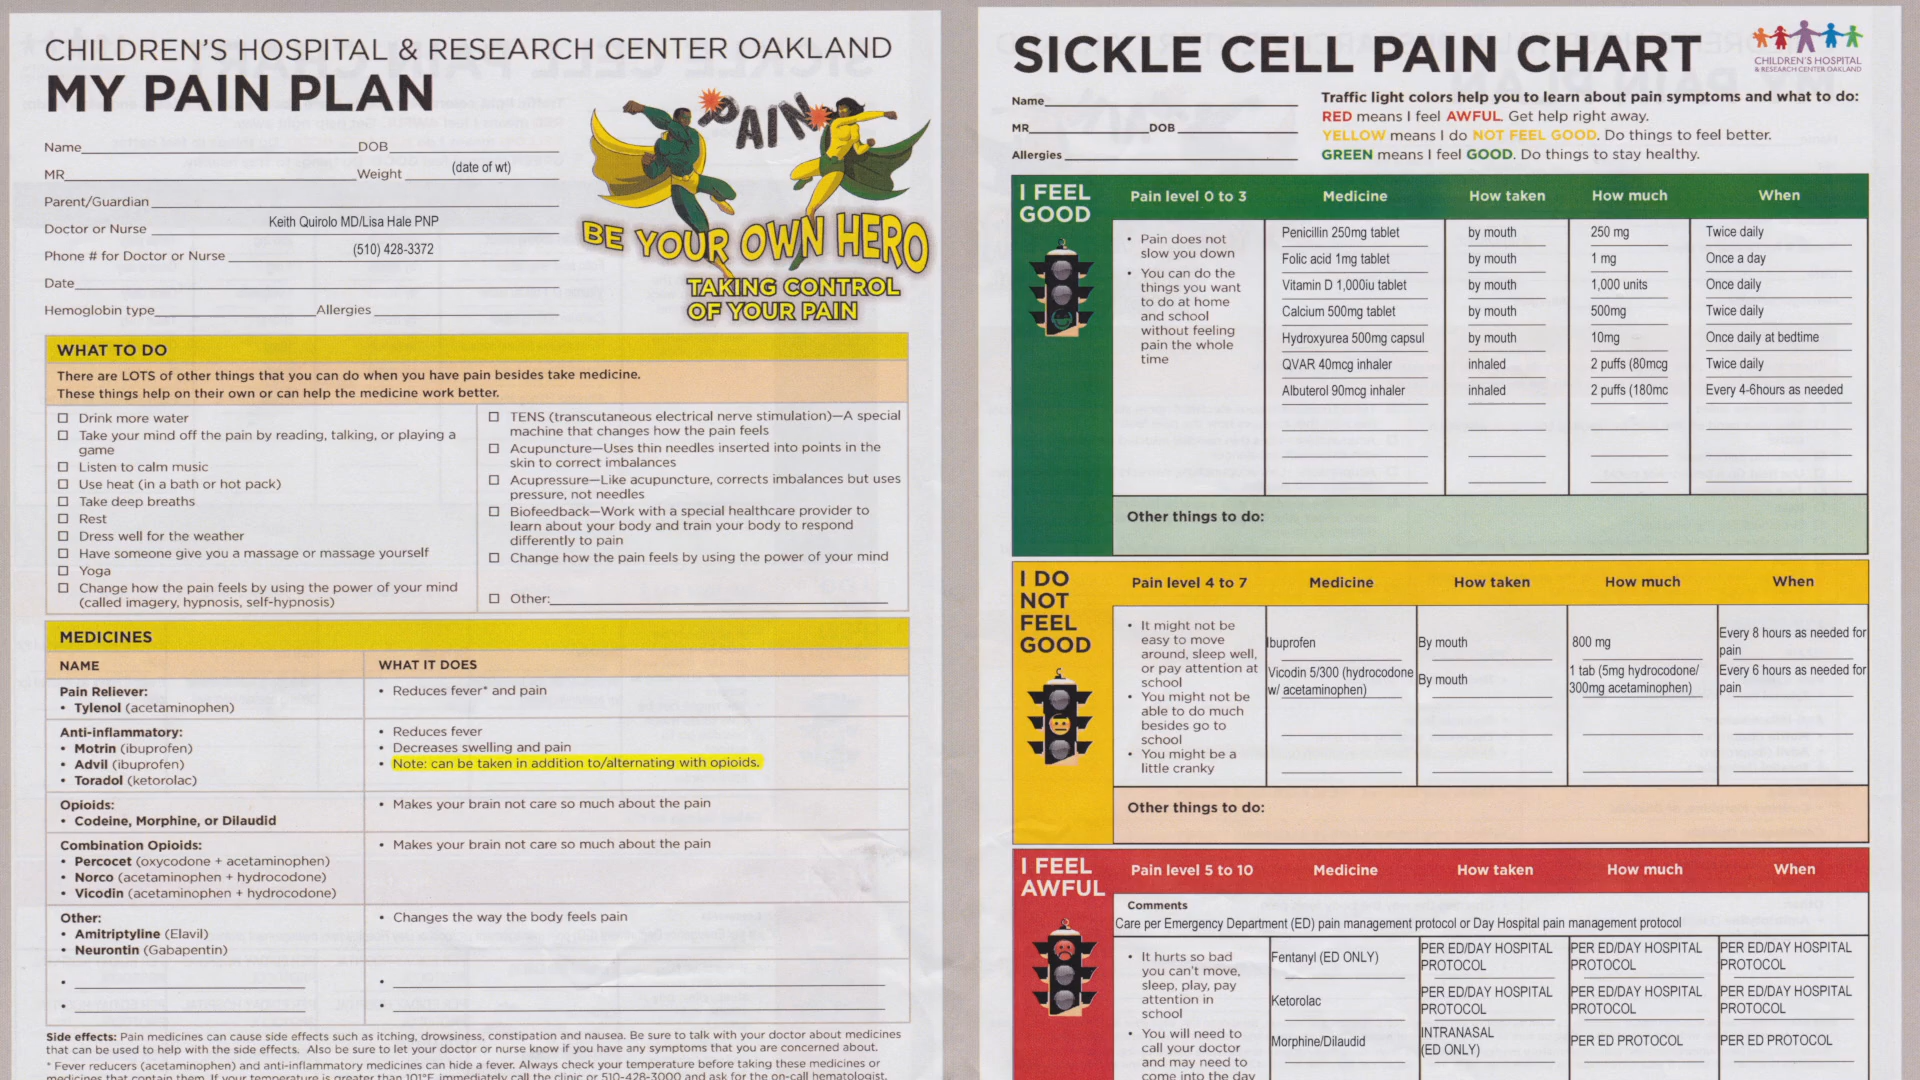 CHILDREN'S HOSPITAL & RESEARCH CENTER OAKLAND
MY PAIN PLAN
Name
DOB
MR
Weight
(date of wt)
Parent/Guardian
Doctor or Nurse
Keith Quirolo MD/Lisa Hale PNP
Phone # for Doctor or Nurse
(510) 428-3372
Date
Hemoglobin type
Allergies
PAIN
BE YOUR OWN HERO
TAKING CONTROL
OF YOUR PAIN
WHAT TO DO
There are LOTS of other things that you can do when you have pain besides take medicine.
These things help on their own or can help the medicine work better.
Drink more water
Take your mind off the pain by reading, talking, or playing a
game
Listen to calm music
Use heat (in a bath or hot pack)
Take deep breaths
Rest
Dress well for the weather
Have someone give you a massage or massage yourself
Yoga
Change how the pain feels by using the power of your mind
(called imagery, hypnosis, self-hypnosis)
TENS (transcutaneous electrical nerve stimulation)—A special
machine that changes how the pain feels
Acupuncture—Uses thin needles inserted into points in the
skin to correct imbalances
Acupressure—Like acupuncture, corrects imbalances but uses
pressure, not needles
Biofeedback—Work with a special healthcare provider to
learn about your body and train your body to respond
differently to pain
Change how the pain feels by using the power of your mind
Other:
MEDICINES
NAME
WHAT IT DOES
Pain Reliever:
• Tylenol (acetaminophen)
• Reduces fever* and pain
Anti-inflammatory:
• Motrin (ibuprofen)
• Advil (ibuprofen)
• Toradol (ketorolac)
• Reduces fever
• Decreases swelling and pain
• Note: can be taken in addition to/alternating with opioids.
Opioids:
• Codeine, Morphine, or Dilaudid
• Makes your brain not care so much about the pain
Combination Opioids:
• Percocet (oxycodone + acetaminophen)
• Norco (acetaminophen + hydrocodone)
• Vicodin (acetaminophen + hydrocodone)
• Makes your brain not care so much about the pain
Other:
• Amitriptyline (Elavil)
• Neurontin (Gabapentin)
• Changes the way the body feels pain
Side effects: Pain medicines can cause side effects such as itching, drowsiness, constipation and nausea. Be sure to talk with your doctor about medicines
that can be used to help with the side effects. Also be sure to let your doctor or nurse know if you have any symptoms that you are concerned about.
* Fever reducers (acetaminophen) and anti-inflammatory medicines can hide a fever. Always check your temperature before taking these medicines or
medicines that contain them. If your temperature is greater than 101°F, immediately call the clinic or 510-428-3000 and ask for the on-call hematologist.
SICKLE CELL PAIN CHART
CHILDREN'S HOSPITAL
& RESEARCH CENTER OAKLAND
Name
MR
DOB
Allergies
Traffic light colors help you to learn about pain symptoms and what to do:
RED means I feel AWFUL. Get help right away.
YELLOW means I do NOT FEEL GOOD. Do things to feel better.
GREEN means I feel GOOD. Do things to stay healthy.
I FEEL
GOOD
Pain level 0 to 3
Medicine
How taken
How much
When
• Pain does not
slow you down
• You can do the
things you want
to do at home
and school
without feeling
pain the whole
time
Penicillin 250mg tablet by mouth 250 mg Twice daily
Folic acid 1mg tablet by mouth 1 mg Once a day
Vitamin D 1,000iu tablet by mouth 1,000 units Once daily
Calcium 500mg tablet by mouth 500mg Twice daily
Hydroxyurea 500mg capsul by mouth 10mg Once daily at bedtime
QVAR 40mcg inhaler inhaled 2 puffs (80mcg Twice daily
Albuterol 90mcg inhaler inhaled 2 puffs (180mc Every 4-6hours as needed
Other things to do:
I DO
NOT
FEEL
GOOD
Pain level 4 to 7
Medicine
How taken
How much
When
• It might not be
easy to move
around, sleep well,
or pay attention at
school
• You might not be
able to do much
besides go to
school
• You might be a
little cranky
Ibuprofen
By mouth
800 mg
Every 8 hours as needed for
pain
Vicodin 5/300 (hydrocodone
w/ acetaminophen)
By mouth
1 tab (5mg hydrocodone/
300mg acetaminophen)
Every 6 hours as needed for
pain
Other things to do:
I FEEL
AWFUL
Pain level 5 to 10
Medicine
How taken
How much
When
Comments
Care per Emergency Department (ED) pain management protocol or Day Hospital pain management protocol
• It hurts so bad
you can't move,
sleep, play, pay
attention in
school
• You will need to
call your doctor
and may need to
come into the day
Fentanyl (ED ONLY)
PER ED/DAY HOSPITAL
PROTOCOL
PER ED/DAY HOSPITAL
PROTOCOL
PER ED/DAY HOSPITAL
PROTOCOL
Ketorolac
PER ED/DAY HOSPITAL
PROTOCOL
PER ED/DAY HOSPITAL
PROTOCOL
PER ED/DAY HOSPITAL
PROTOCOL
Morphine/Dilaudid
INTRANASAL
(ED ONLY)
PER ED PROTOCOL
PER ED PROTOCOL